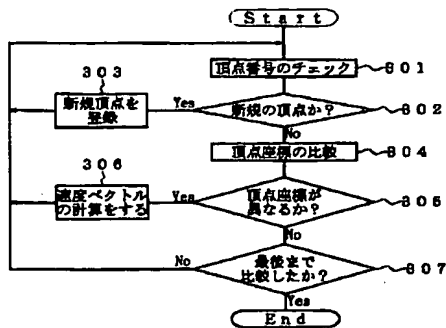 Start
頂点番号のチェック
301
303
新規頂点を
登録
Yes
新規の頂点か?
302
No
頂点座標の比較
304
306
速度ベクトル
の計算をする
Yes
頂点座標が
異なるか?
305
No
No
最後まで
比較したか?
307
Yes
End